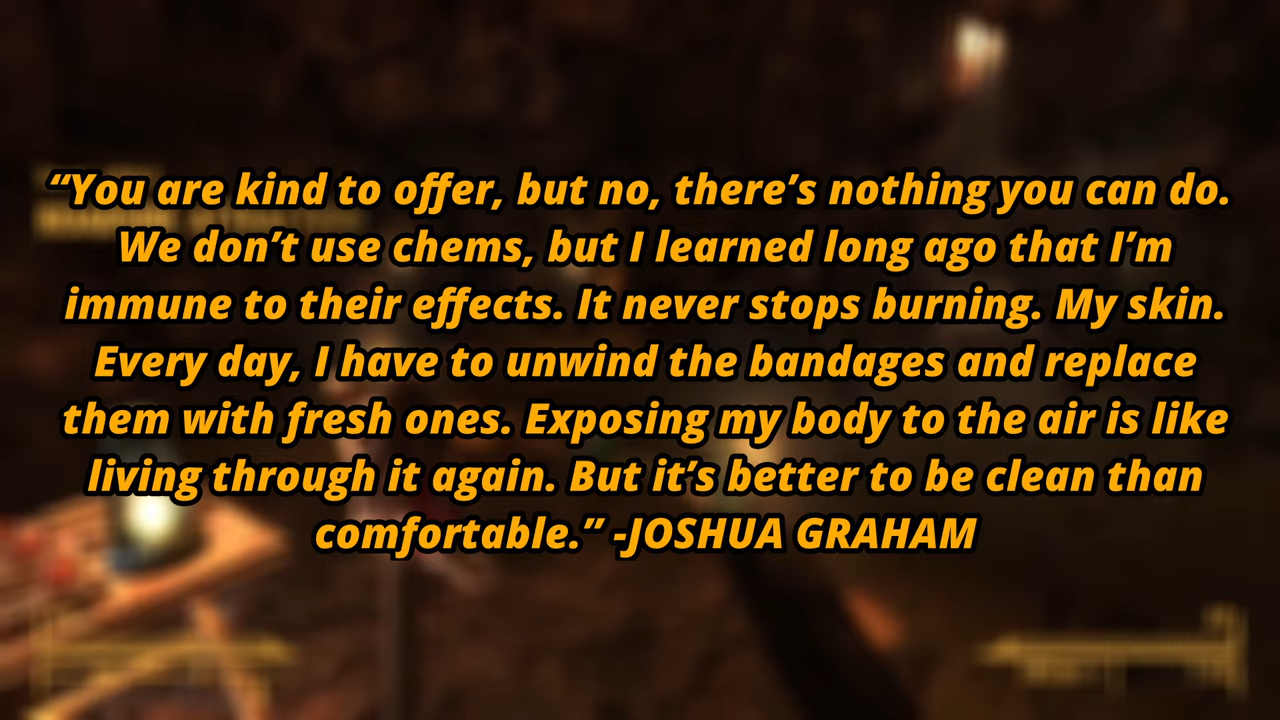 “You are kind to offer, but no, there’s nothing you can do.
We don’t use chems, but I learned long ago that I’m
immune to their effects. It never stops burning. My skin.
Every day, I have to unwind the bandages and replace
them with fresh ones. Exposing my body to the air is like
living through it again. But it’s better to be clean than
comfortable.” -JOSHUA GRAHAM